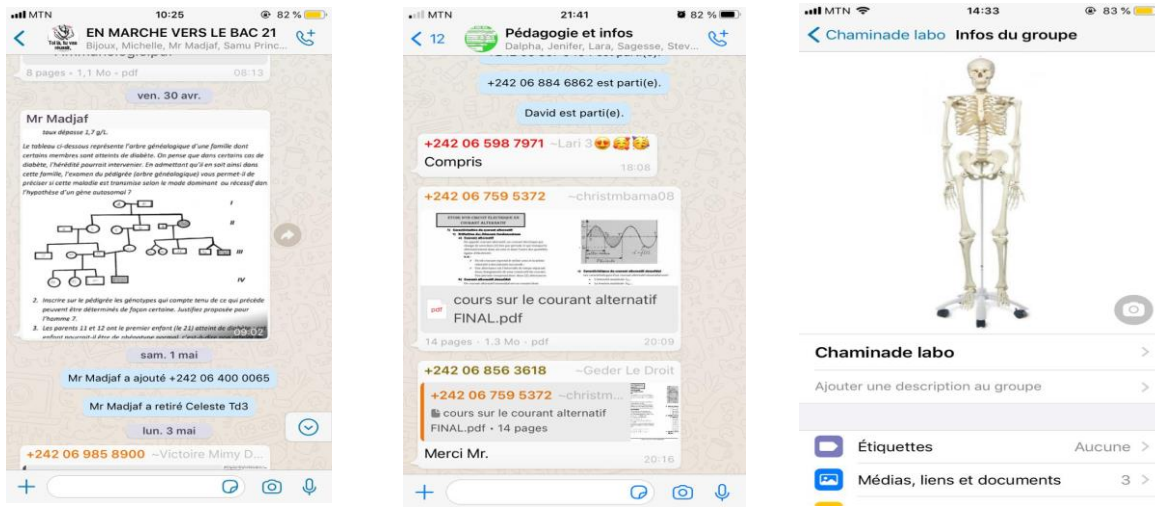 MTN 10:25 82 %
EN MARCHE VERS LE BAC 21
Bijoux, Michelle, Mr Madjaf, Samu Princ...
8 pages • 1,1 Mo • pdf 08:13
ven. 30 avr.
Mr Madjaf
taux dépasse 1,7 g/L.
Le tableau ci-dessous représente l'arbre généalogique d'une famille dont
certains membres sont atteints de diabète. On pense que dans certains cas de
diabète, l'hérédité pourrait intervenir. En admettant qu'il en soit ainsi dans
cette famille, l'examen du pédigrée (arbre généalogique) vous permet-il de
préciser si cette maladie est transmise selon le mode dominant ou récessif dans
l'hypothèse d'un gène autosomal ?
I
II
III
IV
2. Inscrire sur le pédigrée les génotypes qui compte tenu de ce qui précède
peuvent être déterminés de façon certaine. Justifiez proposée pour
l'homme 7.
3. Les parents 11 et 12 ont le premier enfant (le 21) atteint de diabète
09:02
sam. 1 mai
Mr Madjaf a ajouté +242 06 400 0065
Mr Madjaf a retiré Celeste Td3
lun. 3 mai
+242 06 985 8900 ~Victoire Mimy D...
MTN 21:41 82 %
12 Pédagogie et infos
Dalpha, Jenifer, Lara, Sagesse, Stev...
+242 06 884 6862 est parti(e).
David est parti(e).
+242 06 598 7971 ~Lari 3😍🥰🥳
Compris
18:08
+242 06 759 5372 ~christmbama08
COURANT ALTERNATIF
pdf cours sur le courant alternatif
FINAL.pdf
14 pages • 1.3 Mo • pdf 20:09
+242 06 856 3618 ~Geder Le Droit
+242 06 759 5372 ~christm...
cours sur le courant alternatif
FINAL.pdf • 14 pages
Merci Mr.
20:16
MTN 14:33 83 %
Chaminade labo Infos du groupe
Chaminade labo
Ajouter une description au groupe
Étiquettes Aucune
Médias, liens et documents 3